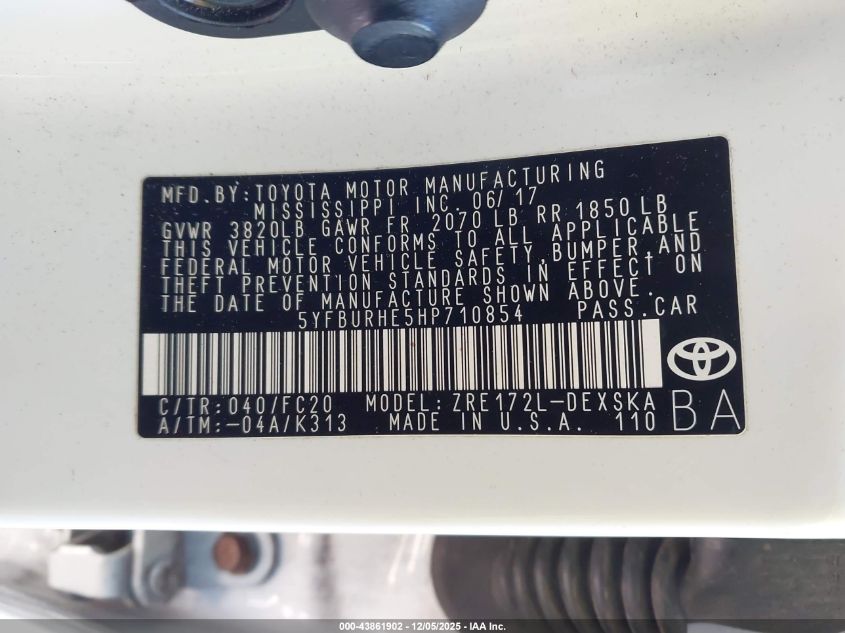 MFD. BY: TOYOTA MOTOR MANUFACTURING
MISSISSIPPI INC. 06/17
GVWR 3820LB GAWR FR 2070 LB RR 1850 LB
THIS VEHICLE CONFORMS TO ALL APPLICABLE
FEDERAL MOTOR VEHICLE SAFETY, BUMPER, AND
THEFT PREVENTION STANDARDS IN EFFECT ON
THE DATE OF MANUFACTURE SHOWN ABOVE.
5YFBURHE5HP710854 PASS. CAR
C/TR: 040/FC20 MODEL: ZRE172L-DEXSKA
A/TM:-04A/K313 MADE IN U.S.A. 110
BA
000-43861902 - 12/05/2025 - IAA Inc.